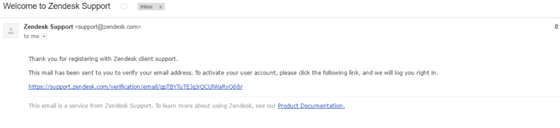 Welcome to Zendesk Support Inbox x
Zendesk Support <support@zendesk.com> 8:
to me
Thank you for registering with Zendesk client support.
This mail has been sent to you to verify your email address. To activate your user account, please click the following link, and we will log you right in.
https://support.zendesk.com/verification/email/
This email is a service from Zendesk Support. To learn more about using Zendesk, see our Product Documentation.